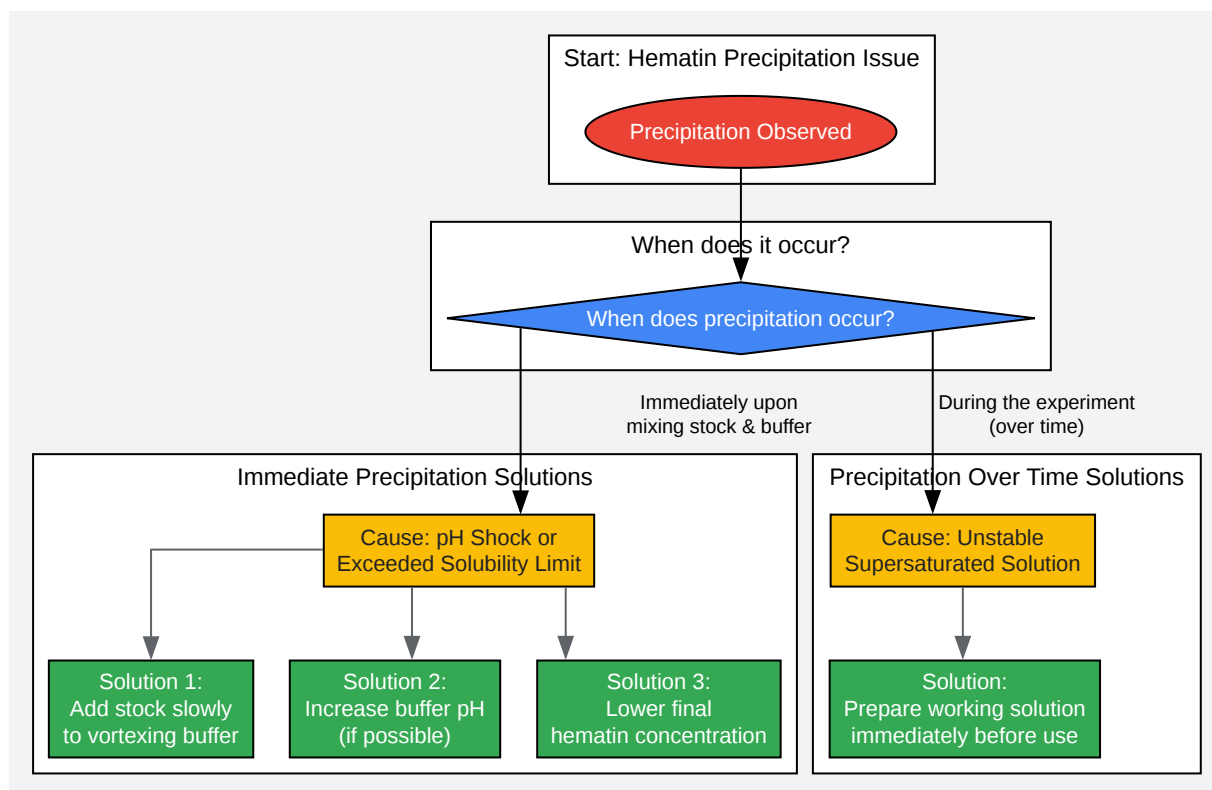 Start: Hematin Precipitation Issue
Precipitation Observed
When does it occur?
When does precipitation occur?
Immediately upon
mixing stock & buffer
During the experiment
(over time)
Immediate Precipitation Solutions
Cause: pH Shock or
Exceeded Solubility Limit
Solution 1:
Add stock slowly
to vortexing buffer
Solution 2:
Increase buffer pH
(if possible)
Solution 3:
Lower final
hematin concentration
Precipitation Over Time Solutions
Cause: Unstable
Supersaturated Solution
Solution:
Prepare working solution
immediately before use